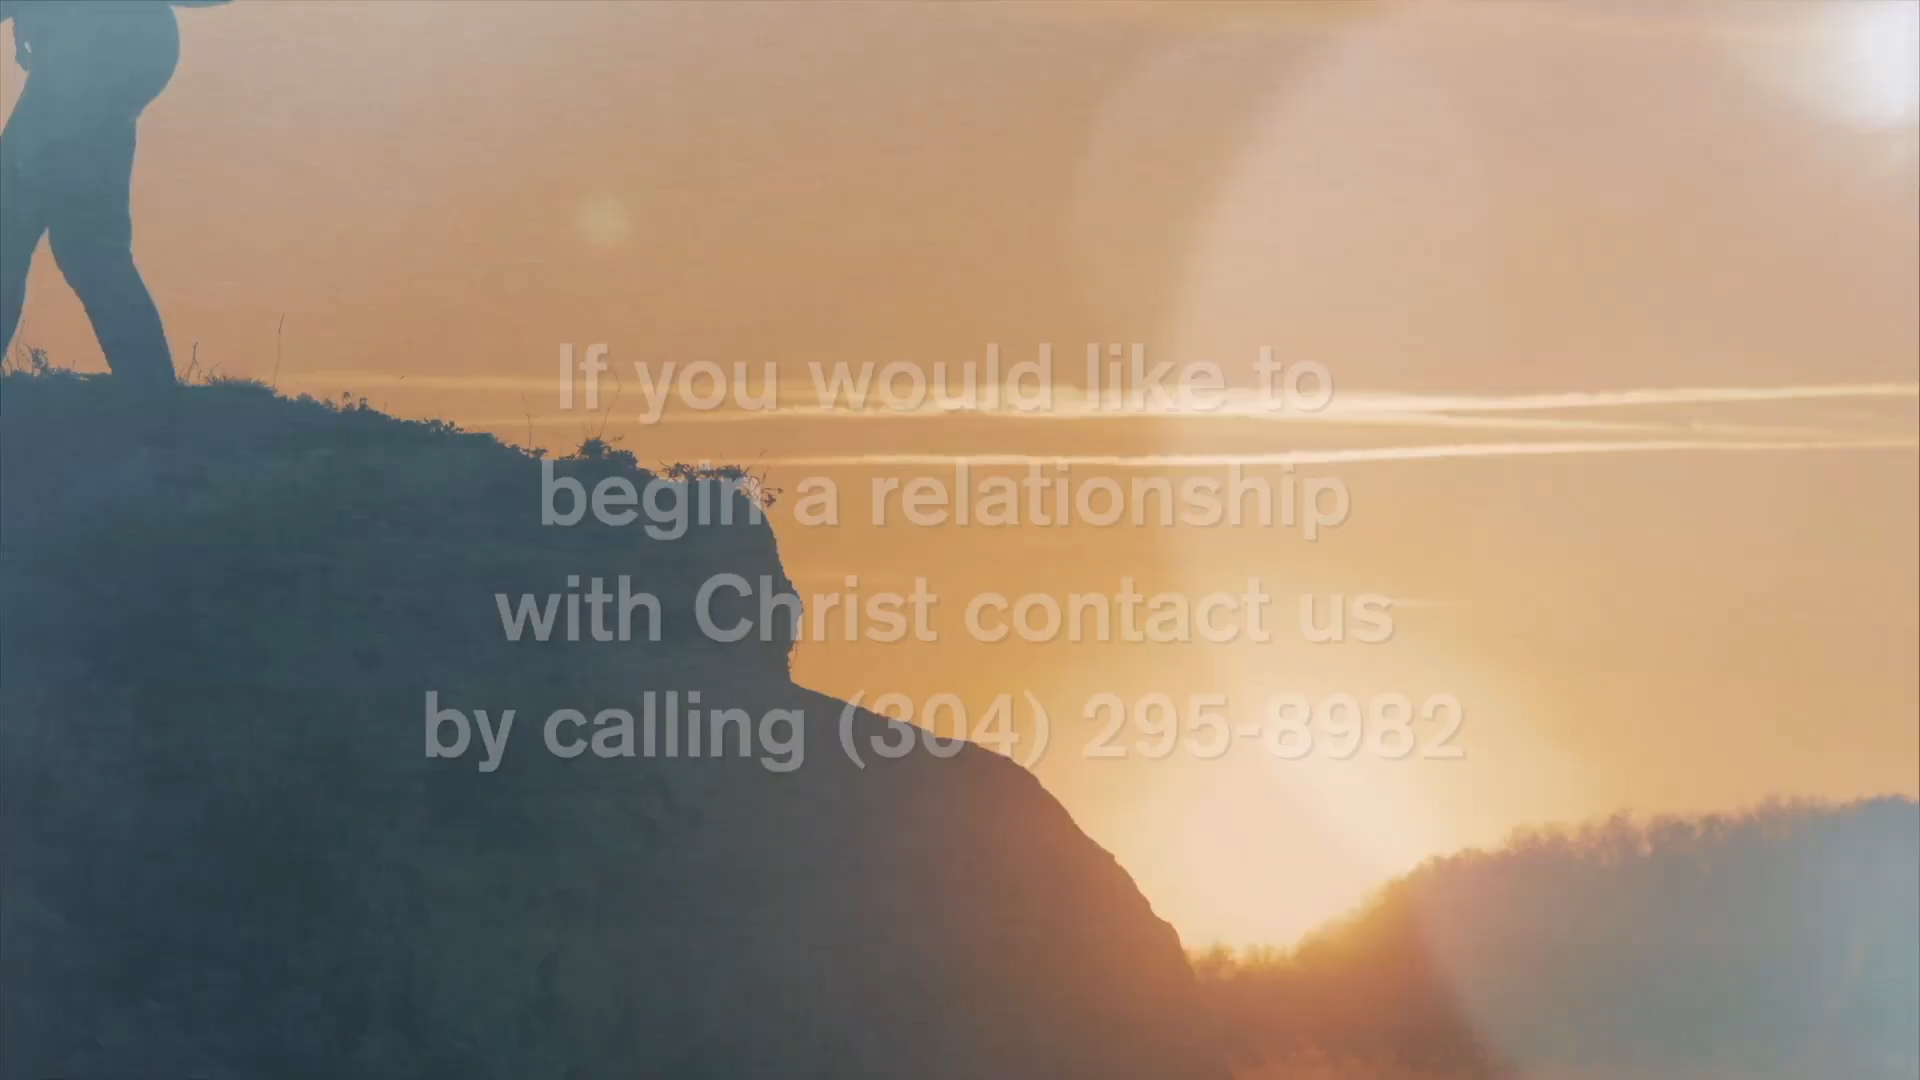 If you would like to
begin a relationship
with Christ contact us
by calling (304) 295-8982